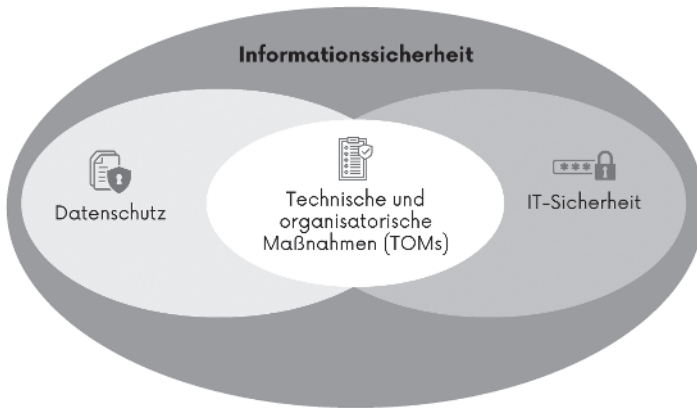 Informationssicherheit
Datenschutz
Technische und
organisatorische
Maßnahmen (TOMs)
***
IT-Sicherheit